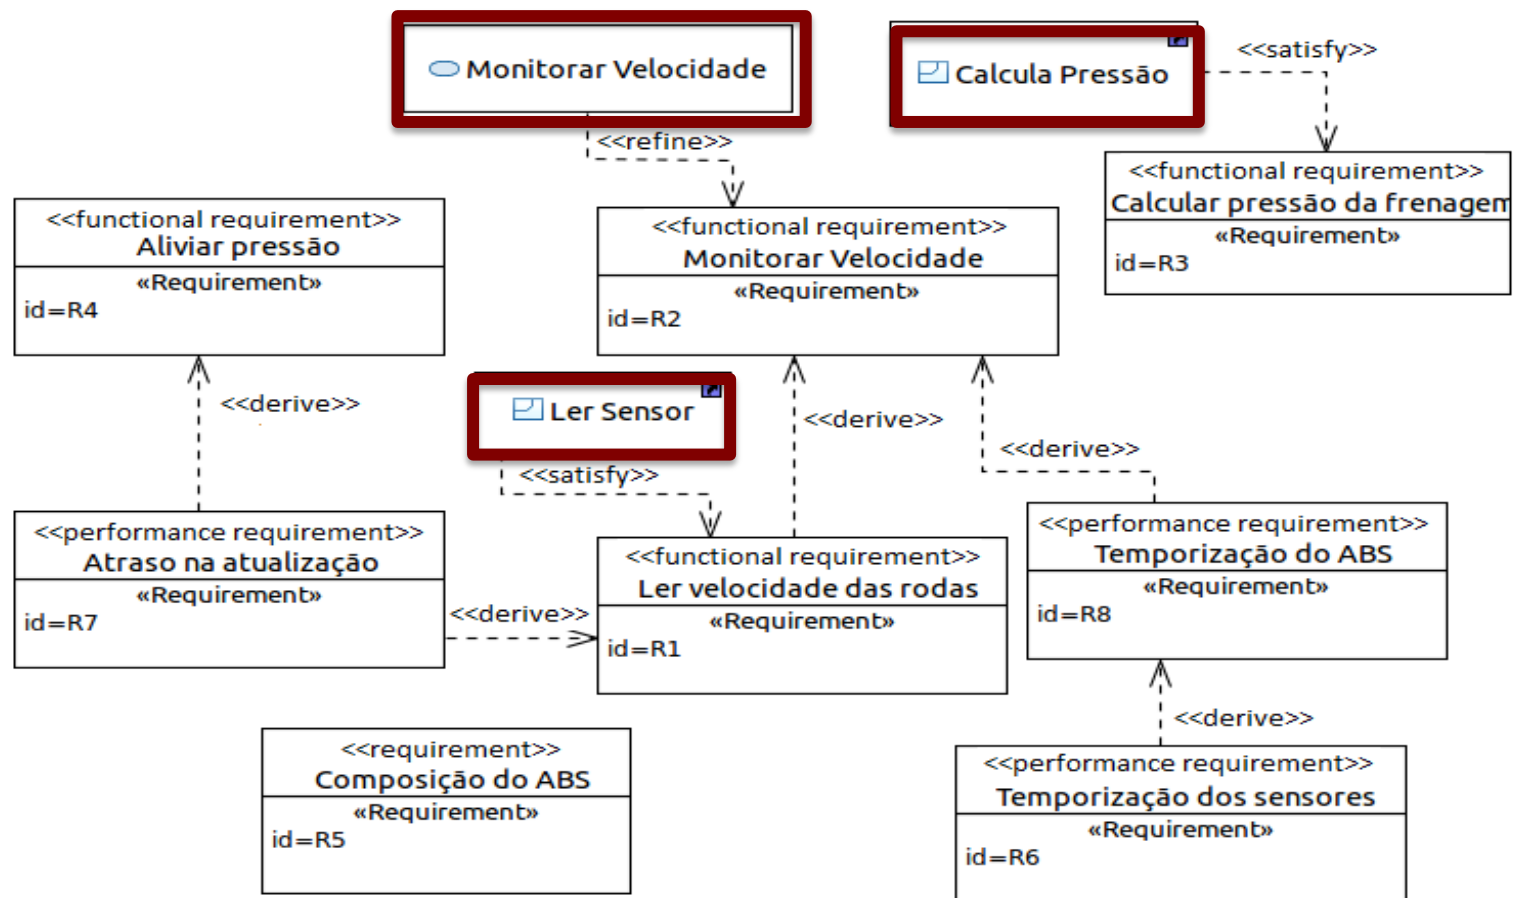 Monitorar Velocidade
Calcula Pressão
<<satisfy>>
<<refine>>
<<functional requirement>>
Calcular pressão da frenagem
«Requirement»
id=R3
<<functional requirement>>
Aliviar pressão
«Requirement»
id=R4
<<functional requirement>>
Monitorar Velocidade
«Requirement»
id=R2
<<derive>>
Ler Sensor
<<derive>>
<<derive>>
<<satisfy>>
<<performance requirement>>
Atraso na atualização
«Requirement»
id=R7
<<derive>>
<<functional requirement>>
Ler velocidade das rodas
«Requirement»
id=R1
<<performance requirement>>
Temporização do ABS
«Requirement»
id=R8
<<derive>>
<<requirement>>
Composição do ABS
«Requirement»
id=R5
<<performance requirement>>
Temporização dos sensores
«Requirement»
id=R6